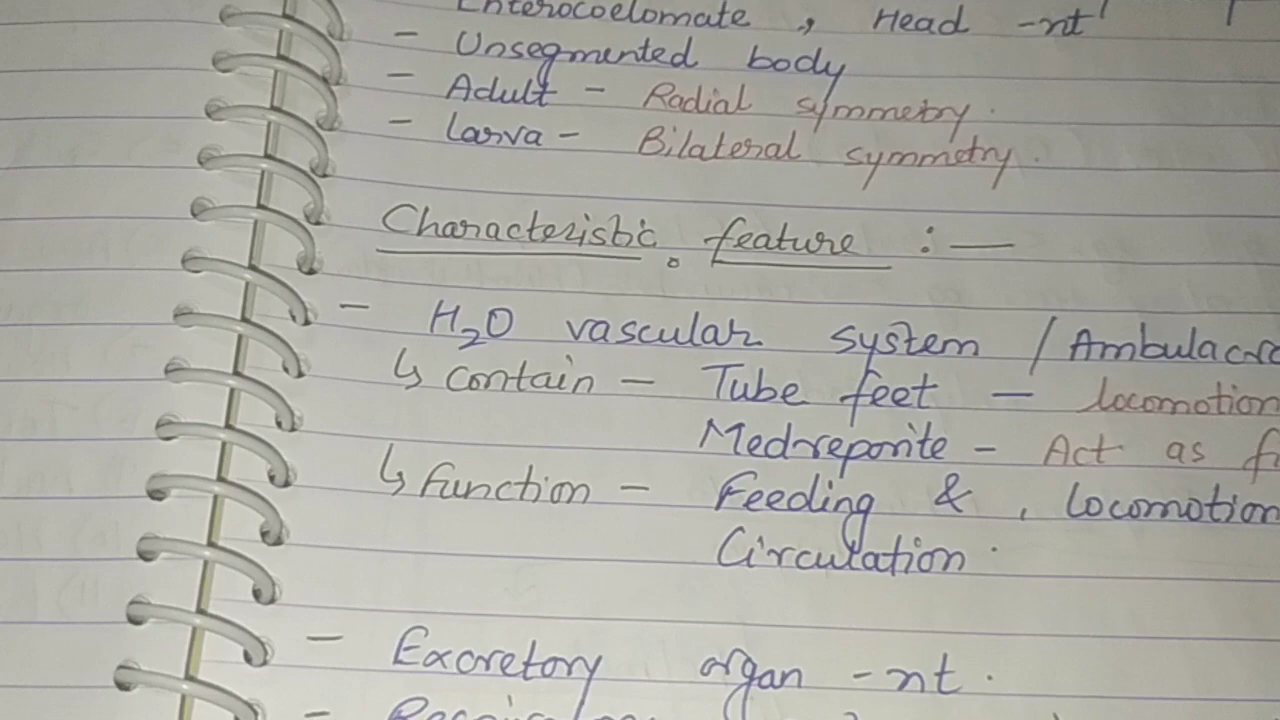 Enterocoelomate , Head -nt
- Unsegmented body
- Adult - Radial symmetry.
- Larva - Bilateral symmetry.
Characteristic feature :-
- H2O vascular system / Ambulacra
↳ contain - Tube feet - locomotion
Medreporite - Act as f
↳ function - Feeding & , locomotion
Circulation.
- Excretory organ - nt.